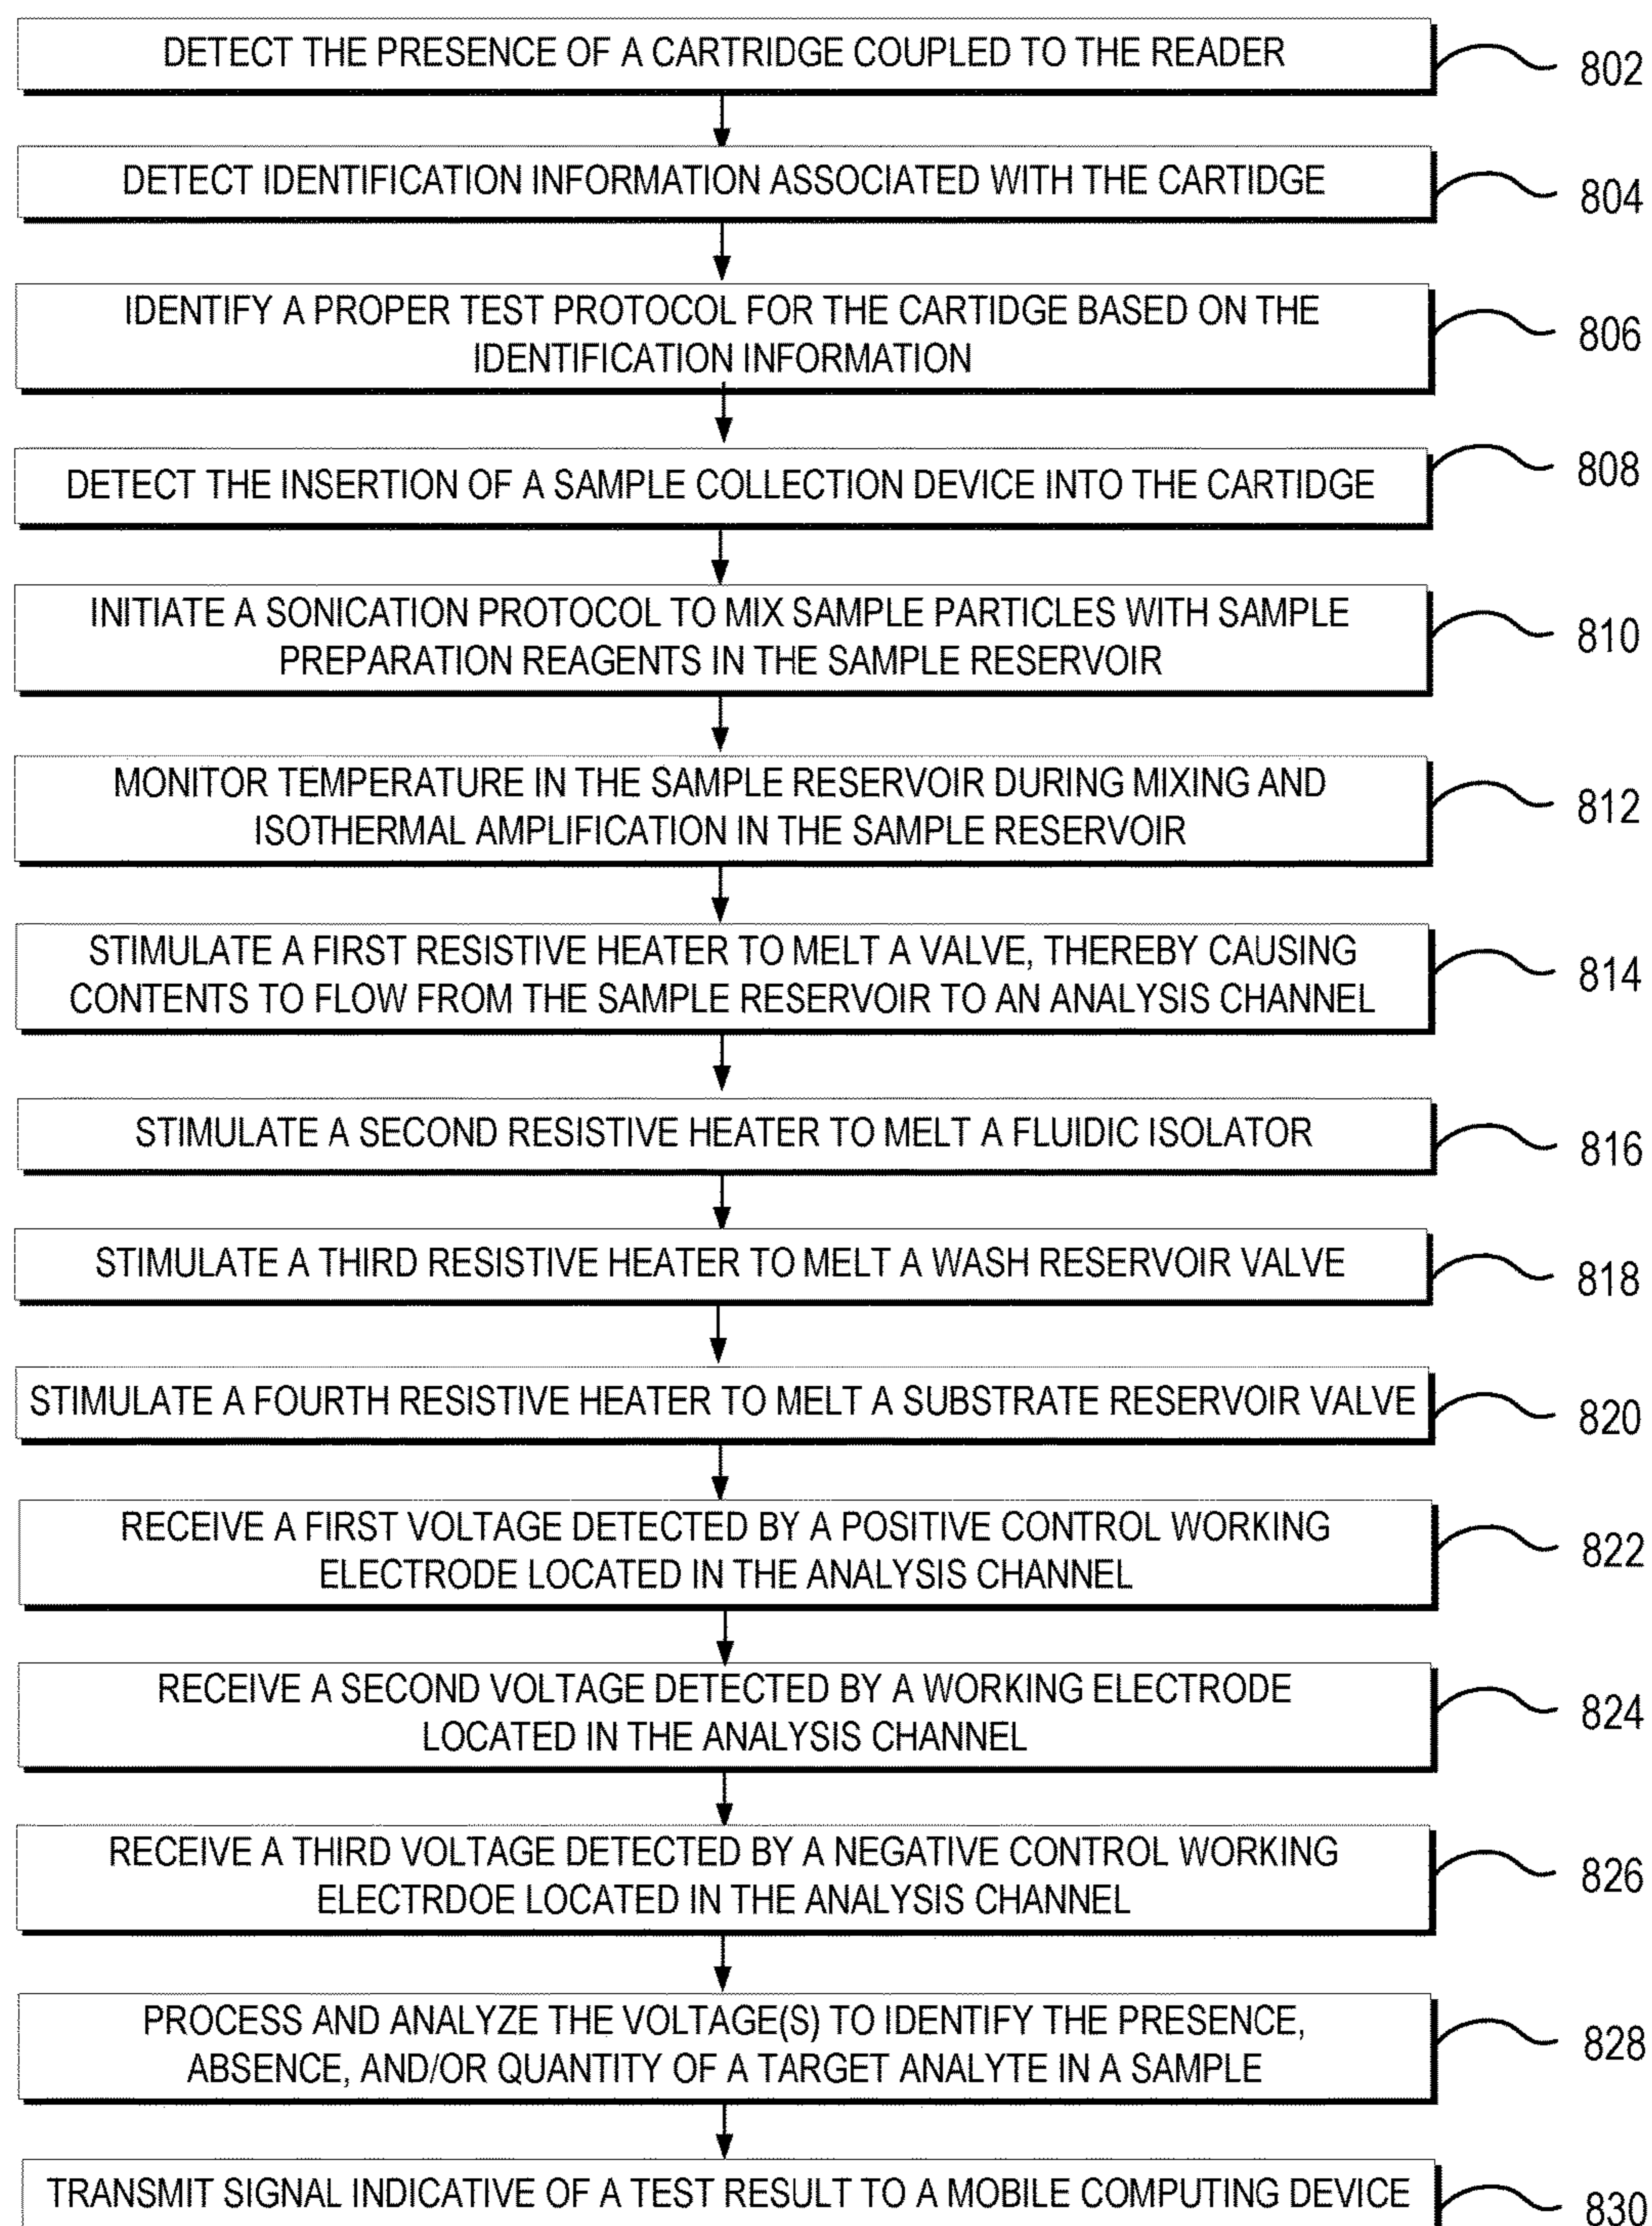 DETECT THE PRESENCE OF A CARTRIDGE COUPLED TO THE READER
802
DETECT IDENTIFICATION INFORMATION ASSOCIATED WITH THE CARTIDGE
804
IDENTIFY A PROPER TEST PROTOCOL FOR THE CARTIDGE BASED ON THE
IDENTIFICATION INFORMATION
806
DETECT THE INSERTION OF A SAMPLE COLLECTION DEVICE INTO THE CARTIDGE
808
INITIATE A SONICATION PROTOCOL TO MIX SAMPLE PARTICLES WITH SAMPLE
PREPARATION REAGENTS IN THE SAMPLE RESERVOIR
810
MONITOR TEMPERATURE IN THE SAMPLE RESERVOIR DURING MIXING AND
ISOTHERMAL AMPLIFICATION IN THE SAMPLE RESERVOIR
812
STIMULATE A FIRST RESISTIVE HEATER TO MELT A VALVE, THEREBY CAUSING
CONTENTS TO FLOW FROM THE SAMPLE RESERVOIR TO AN ANALYSIS CHANNEL
814
STIMULATE A SECOND RESISTIVE HEATER TO MELT A FLUIDIC ISOLATOR
816
STIMULATE A THIRD RESISTIVE HEATER TO MELT A WASH RESERVOIR VALVE
818
STIMULATE A FOURTH RESISTIVE HEATER TO MELT A SUBSTRATE RESERVOIR VALVE
820
RECEIVE A FIRST VOLTAGE DETECTED BY A POSITIVE CONTROL WORKING
ELECTRODE LOCATED IN THE ANALYSIS CHANNEL
822
RECEIVE A SECOND VOLTAGE DETECTED BY A WORKING ELECTRODE
LOCATED IN THE ANALYSIS CHANNEL
824
RECEIVE A THIRD VOLTAGE DETECTED BY A NEGATIVE CONTROL WORKING
ELECTRDOE LOCATED IN THE ANALYSIS CHANNEL
826
PROCESS AND ANALYZE THE VOLTAGE(S) TO IDENTIFY THE PRESENCE,
ABSENCE, AND/OR QUANTITY OF A TARGET ANALYTE IN A SAMPLE
828
TRANSMIT SIGNAL INDICATIVE OF A TEST RESULT TO A MOBILE COMPUTING DEVICE
830